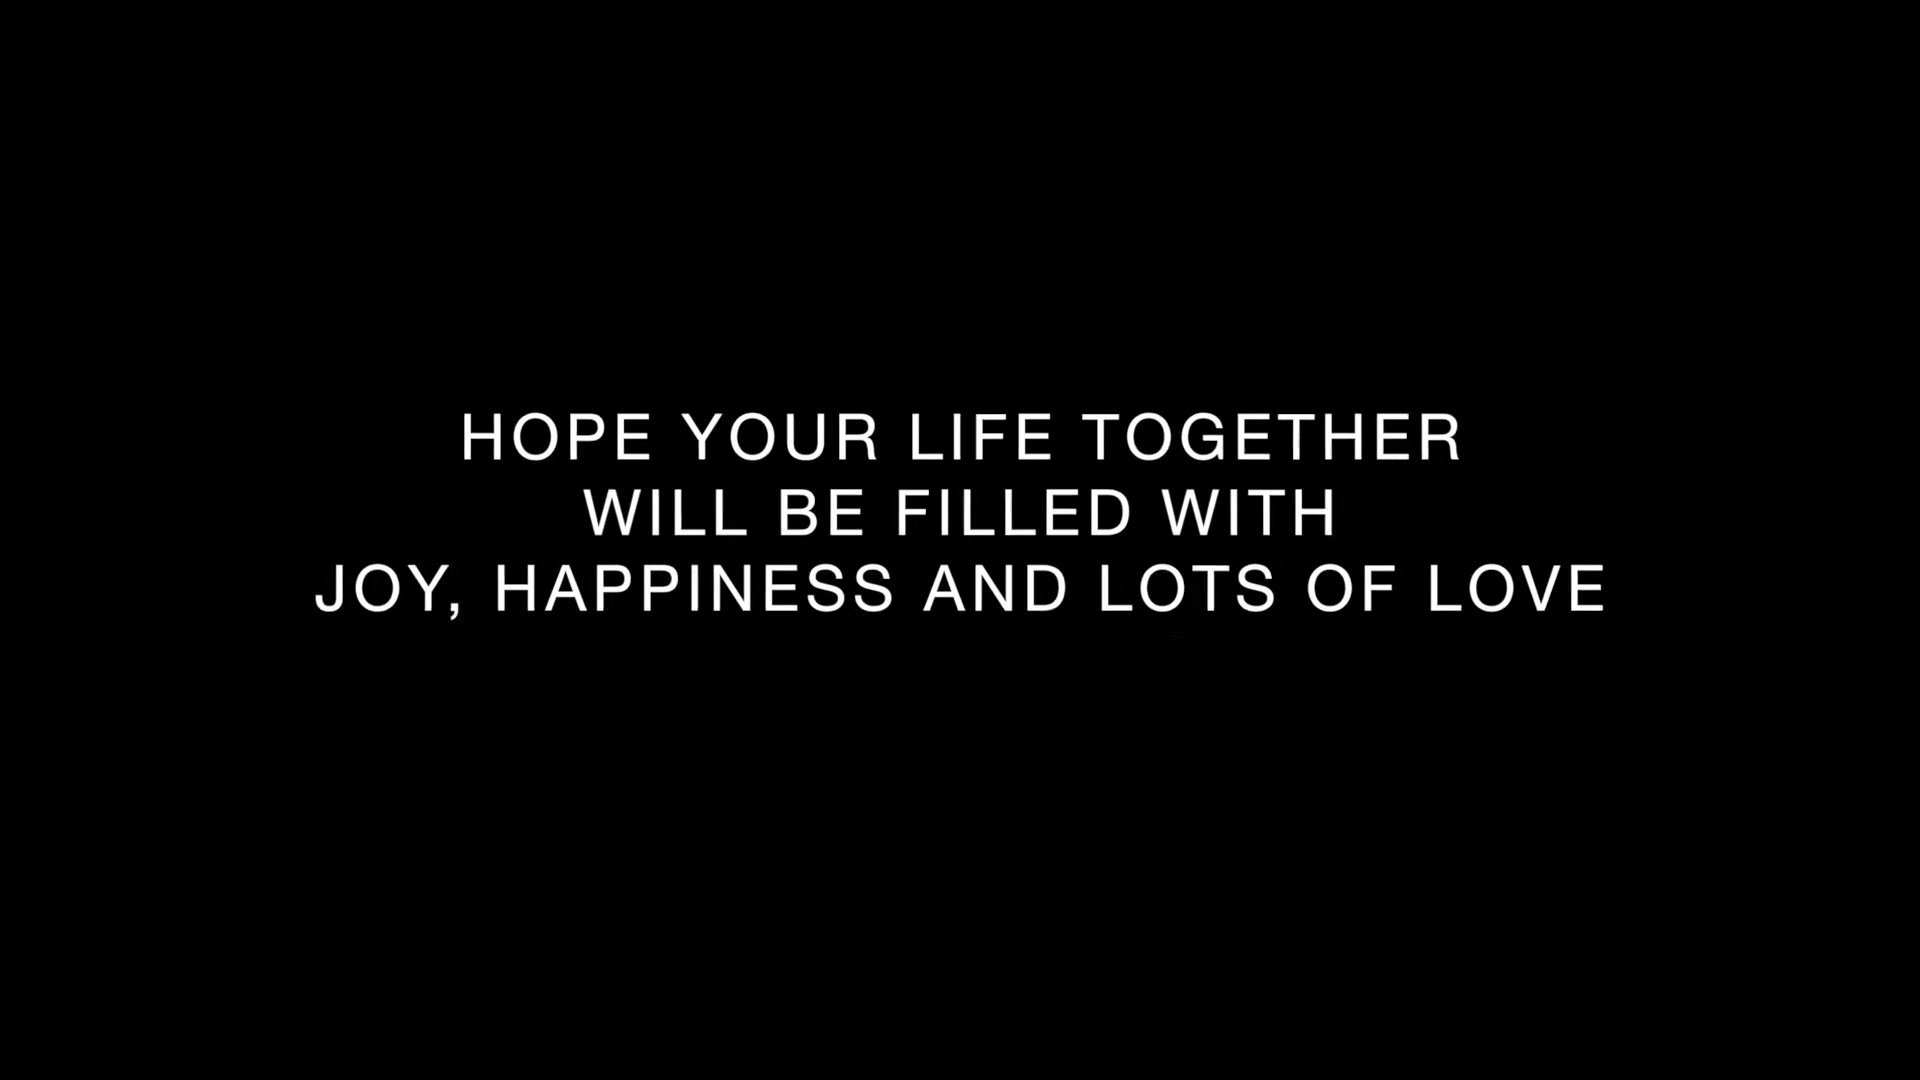 HOPE YOUR LIFE TOGETHER
WILL BE FILLED WITH
JOY, HAPPINESS AND LOTS OF LOVE